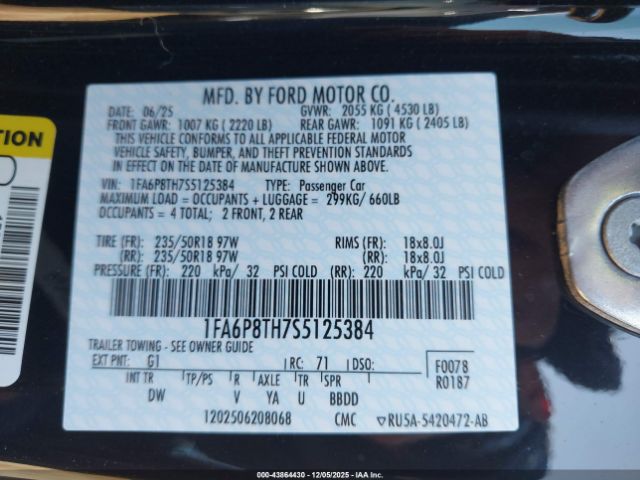 MFD. BY FORD MOTOR CO.
DATE: 06/25 GVWR: 2055 KG ( 4530 LB)
FRONT GAWR: 1007 KG ( 2220 LB) REAR GAWR: 1091 KG ( 2405 LB)
THIS VEHICLE CONFORMS TO ALL APPLICABLE FEDERAL MOTOR
VEHICLE SAFETY, BUMPER, AND THEFT PREVENTION STANDARDS
IN EFFECT ON THE DATE OF MANUFACTURE SHOWN ABOVE.
VIN: 1FA6P8TH7S5125384 TYPE: Passenger Car
MAXIMUM LOAD = OCCUPANTS + LUGGAGE = 299KG/ 660LB
OCCUPANTS = 4 TOTAL; 2 FRONT, 2 REAR
TIRE (FR): 235/50R18 97W RIMS (FR): 18x8.0J
(RR): 235/50R18 97W (RR): 18x8.0J
PRESSURE (FR): 220 kPa/ 32 PSI COLD (RR): 220 kPa/ 32 PSI COLD
1FA6P8TH7S5125384
TRAILER TOWING - SEE OWNER GUIDE
EXT PNT: G1 RC: 71 DSO: F0078
R0187
INT TR TP/PS R AXLE TR SPR
DW V YA U BBDD
1202506208068 CMC RU5A-5420472-AB
000-43864430 - 12/05/2025 - IAAI.com